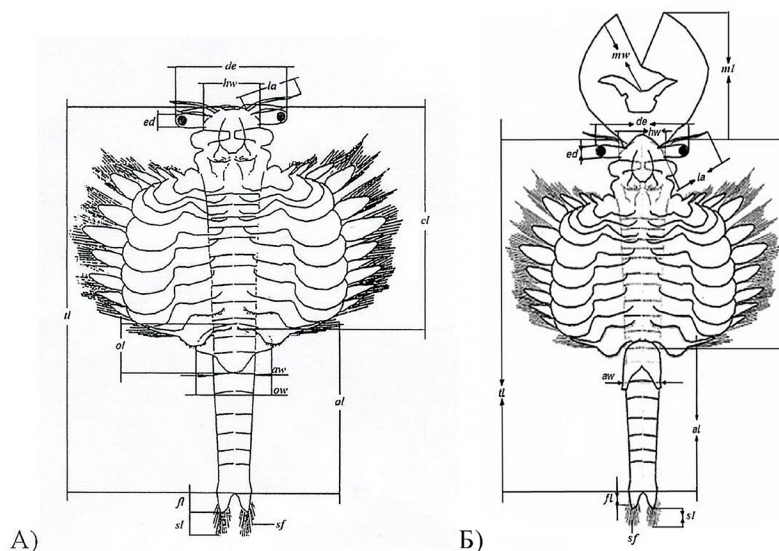 de
hw
la
ed
cl
tl
ol
aw
ow
al
fl
sl
sf
А)
mw
ml
de
hw
ed
la
aw
tl
al
fl
sl
sf
Б)